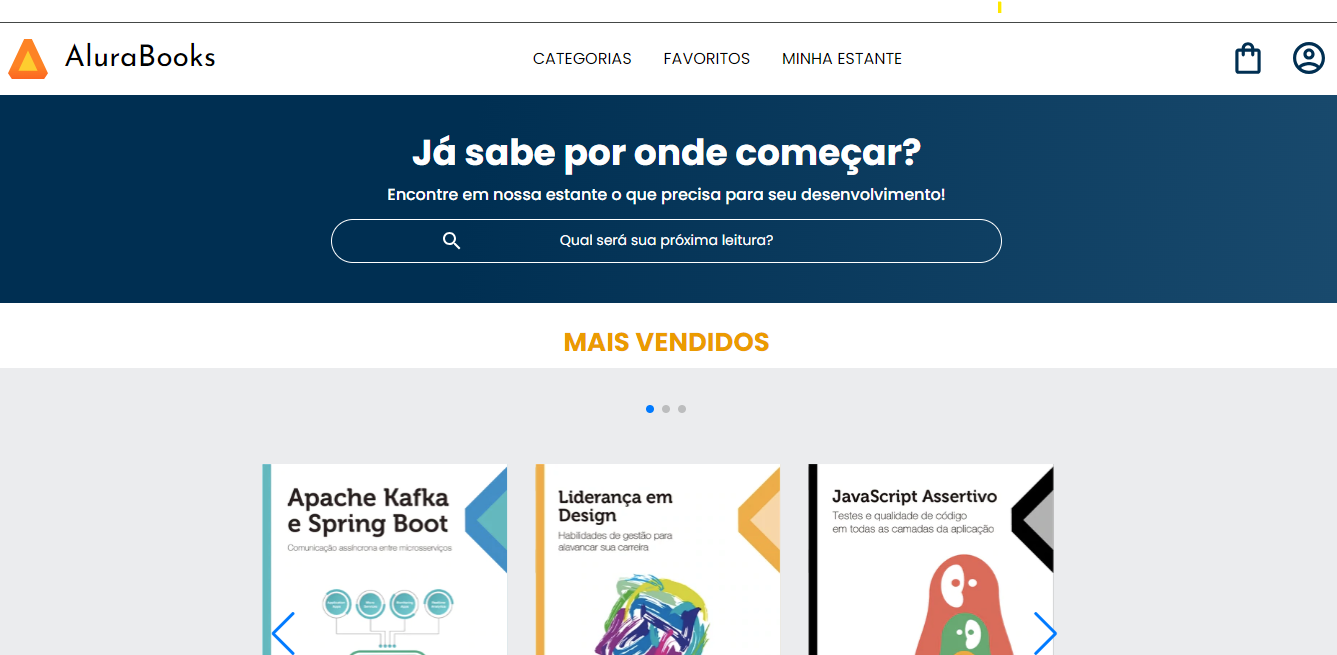 AluraBooks
CATEGORIAS
FAVORITOS
MINHA ESTANTE
Já sabe por onde começar?
Encontre em nossa estante o que precisa para seu desenvolvimento!
Qual será sua próxima leitura?
MAIS VENDIDOS
Apache Kafka
e Spring Boot
Comunicação assíncrona entre microsserviços
Liderança em
Design
Habilidades de gestão para
alavancar sua carreira
JavaScript Assertivo
Testes e qualidade de código
em todas as camadas da aplicação